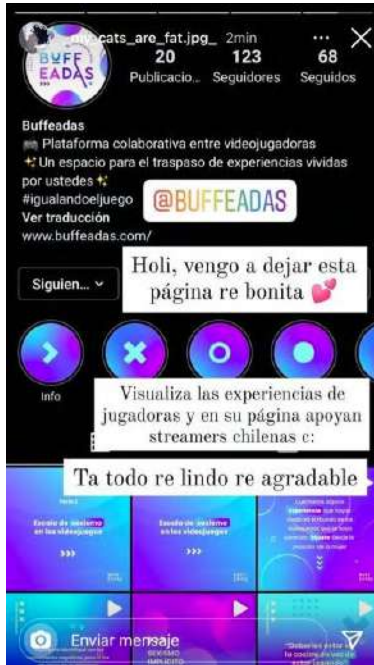 my_cats_are_fat.jpg_ 2min
BUFF
EADAS
20 123 68
Publicacio... Seguidores Seguidos
Buffeadas
🎮 Plataforma colaborativa entre videojugadoras
✨Un espacio para el traspaso de experiencias vividas
por ustedes✨
#igualandoeljuego
@BUFFEADAS
Ver traducción
www.buffeadas.com/
Holi, vengo a dejar esta
página re bonita 💕
Siguien...
Info
Visualiza las experiencias de
jugadoras y en su página apoyan
streamers chilenas c:
Ta todo re lindo re agradable
Escala de sexismo
en los videojuegos
>>>
Escala de sexismo
en los videojuegos
>>>
experiencia
Enviar mensaje
SEXISMO
IMPLÍCITO